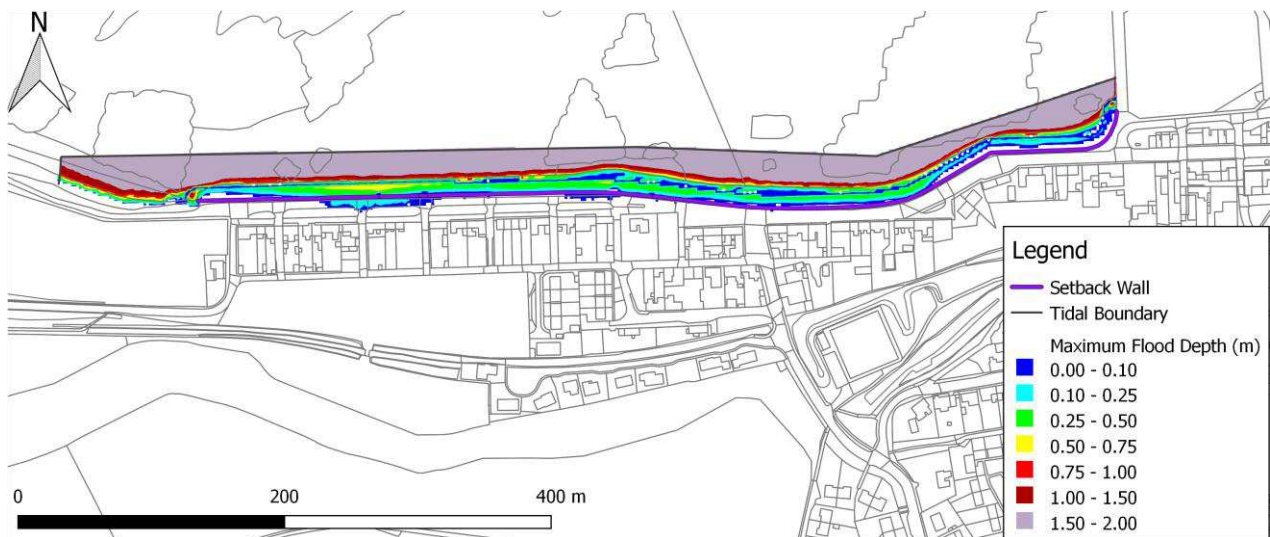 N
Legend
Setback Wall
Tidal Boundary
Maximum Flood Depth (m)
0.00 - 0.10
0.10 - 0.25
0.25 - 0.50
0.50 - 0.75
0.75 - 1.00
1.00 - 1.50
1.50 - 2.00
0 200 400 m